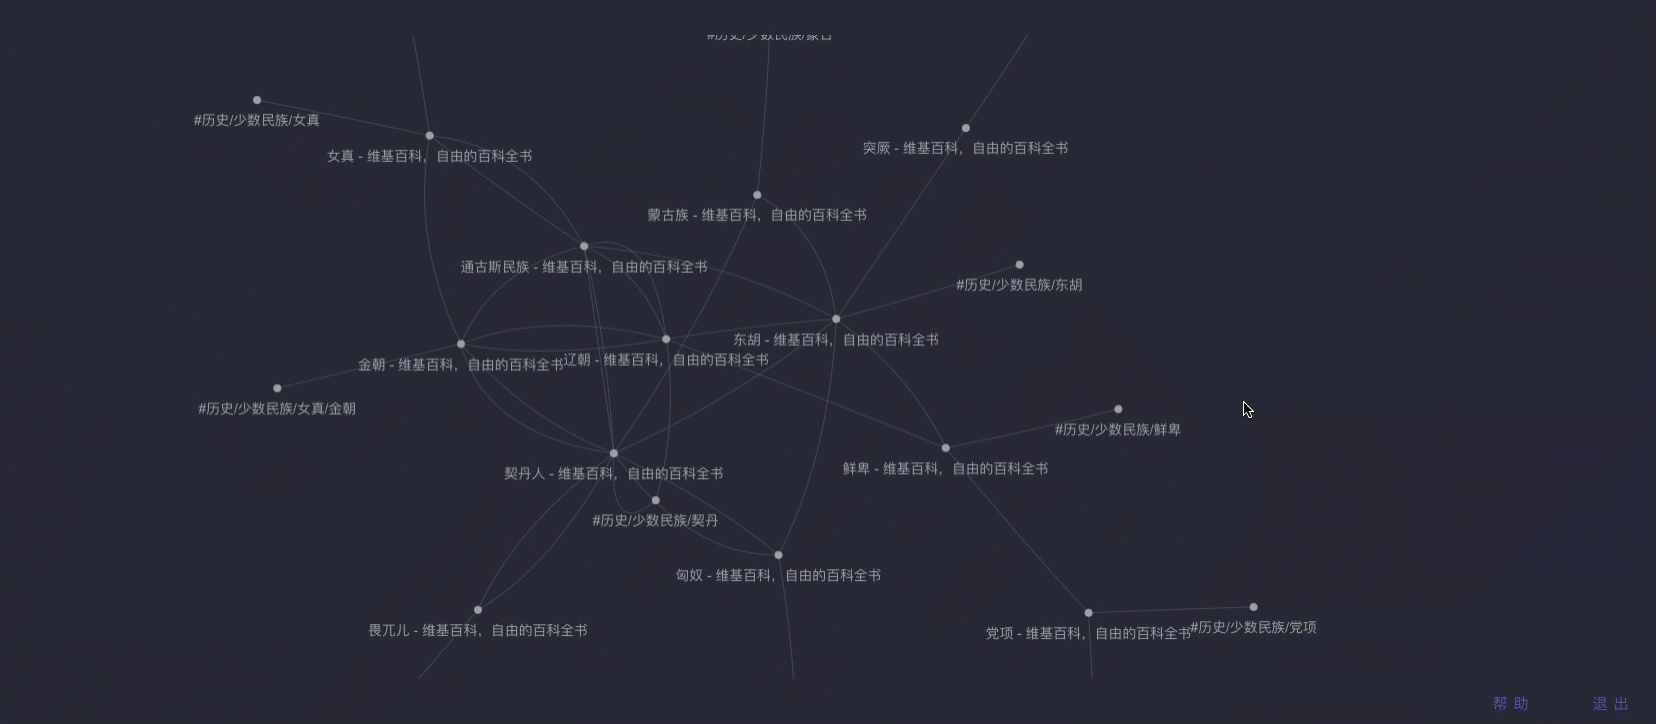 #历史/少数民族/蒙古
#历史/少数民族/女真
女真 - 维基百科，自由的百科全书
突厥 - 维基百科，自由的百科全书
蒙古族 - 维基百科，自由的百科全书
通古斯民族 - 维基百科，自由的百科全书
#历史/少数民族/东胡
东胡 - 维基百科，自由的百科全书
金朝 - 维基百科，自由的百科全书
辽朝 - 维基百科，自由的百科全书
#历史/少数民族/女真/金朝
#历史/少数民族/鲜卑
鲜卑 - 维基百科，自由的百科全书
契丹人 - 维基百科，自由的百科全书
#历史/少数民族/契丹
匈奴 - 维基百科，自由的百科全书
畏兀儿 - 维基百科，自由的百科全书
党项 - 维基百科，自由的百科全书
#历史/少数民族/党项
帮助
退出